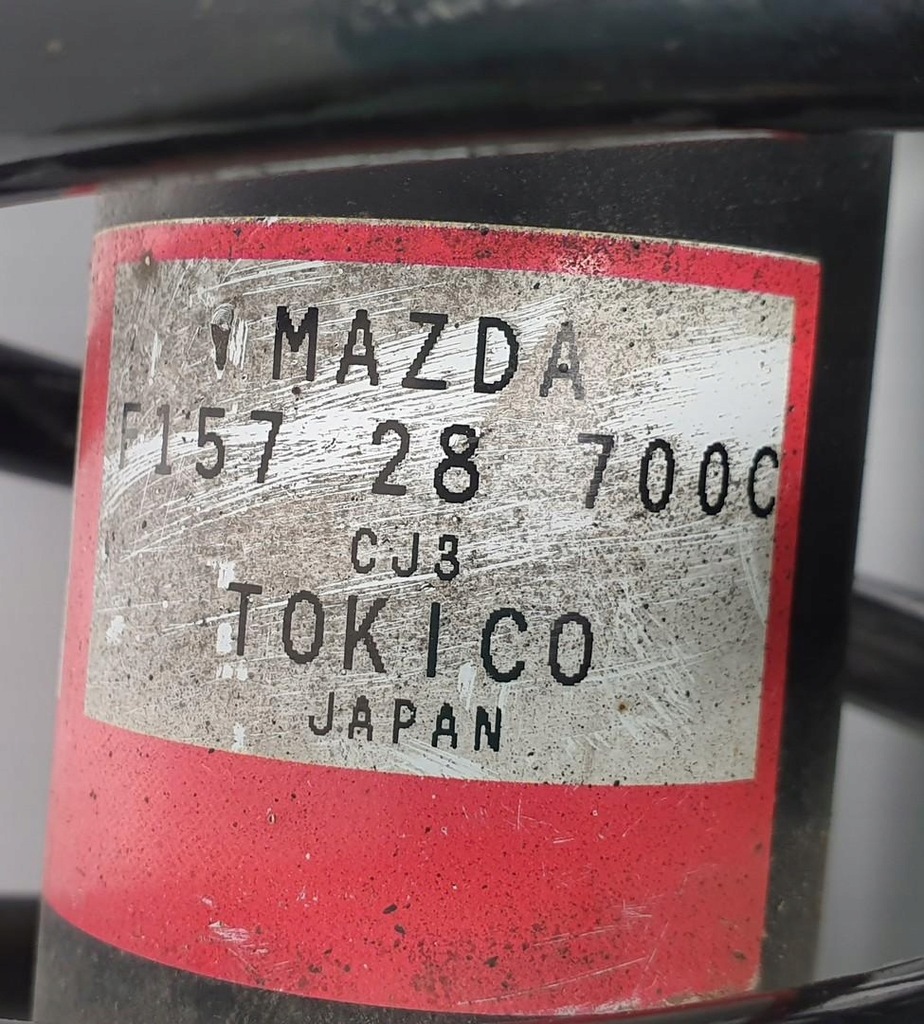 MAZDA
F157 28 700C
CJ3
TOKICO
JAPAN